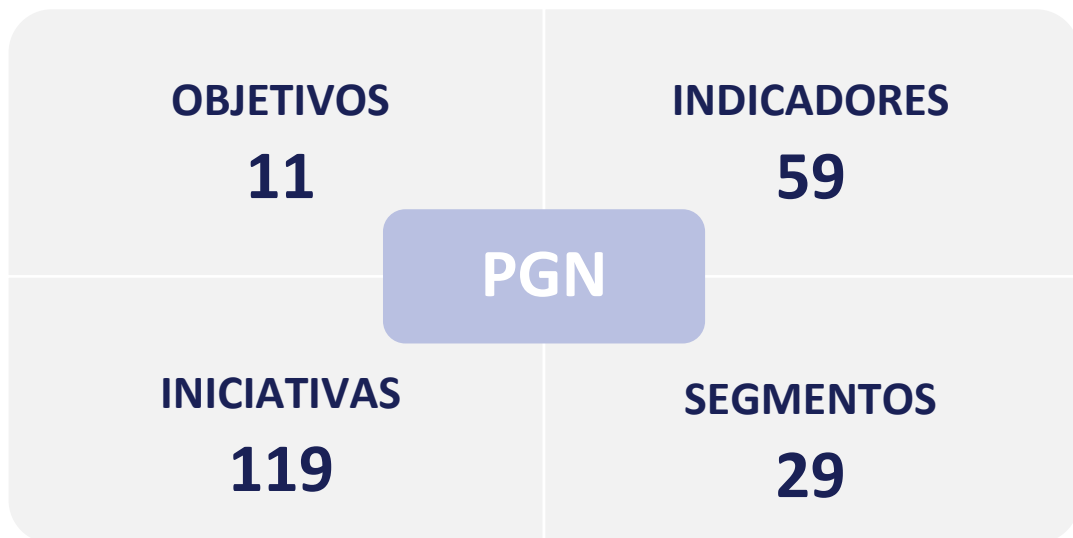 OBJETIVOS
11
INDICADORES
59
PGN
INICIATIVAS
119
SEGMENTOS
29